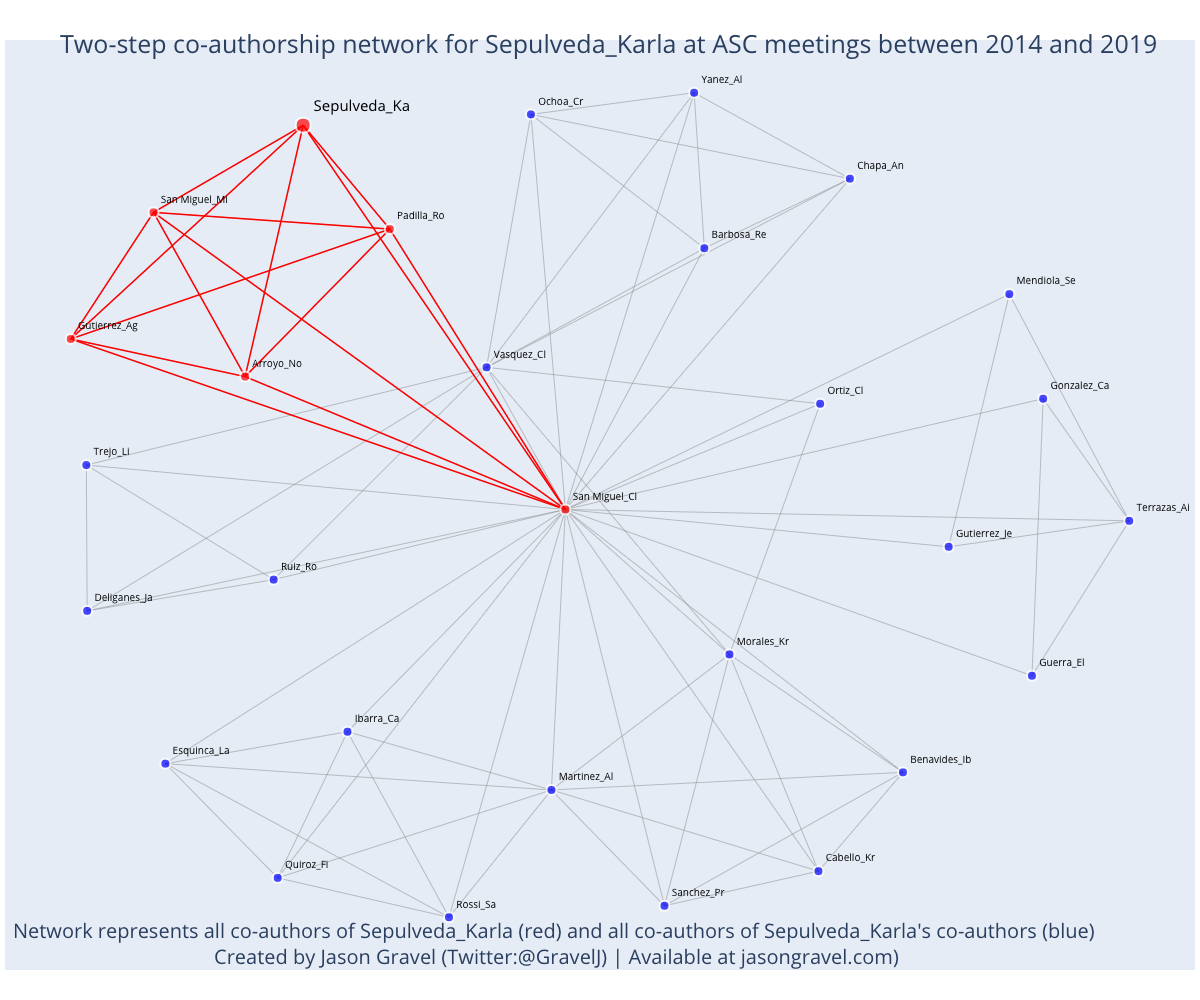 Two-step co-authorship network for Sepulveda_Karla at ASC meetings between 2014 and 2019
Yanez_Al
Ochoa_Cr
Sepulveda_Ka
Chapa_An
San Miguel_Mi
Padilla_Ro
Barbosa_Re
Mendiola_Se
Gutierrez_Ag
Vasquez_Cl
Arroyo_No
Gonzalez_Ca
Ortiz_Cl
Trejo_Li
San Miguel_Cl
Terrazas_Al
Gutierrez_Je
Ruiz_Ro
Deliganes_Ja
Morales_Kr
Guerra_El
Ibarra_Ca
Esquinca_La
Benavides_Ib
Martinez_Al
Cabello_Kr
Quiroz_Fi
Sanchez_Pr
Rossi_Sa
Network represents all co-authors of Sepulveda_Karla (red) and all co-authors of Sepulveda_Karla's co-authors (blue)
Created by Jason Gravel (Twitter:@GravelJ) | Available at jasongravel.com)